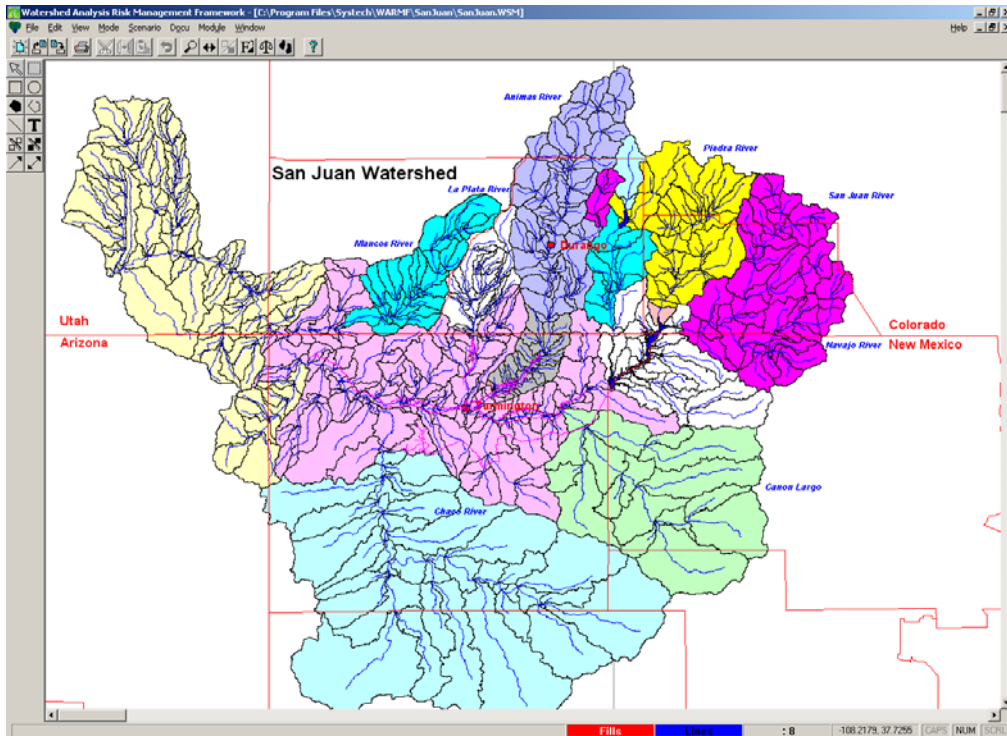 Watershed Analysis Risk Management Framework - [C:\Program Files\Systech\WARMF\SanJuan\SanJuan.WSM]
File Edit View Mode Scenario Docu Module Window Help
Animas River
Piedra River
San Juan Watershed
La Plata River
San Juan River
Mancos River
Durango
Utah
Colorado
Arizona
New Mexico
Navajo River
Farmington
Canon Largo
Chaco River
Fills Lines : 8 -108.2179, 37.7255 CAPS NUM SCRL